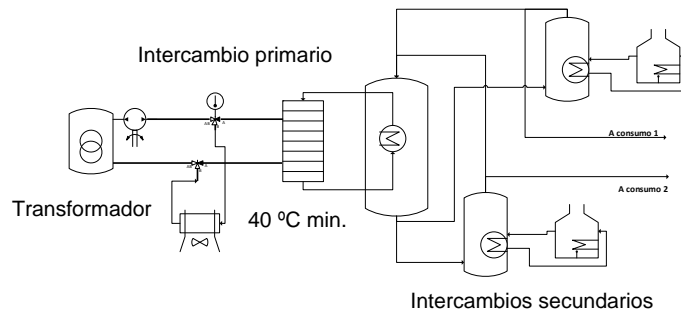 Intercambio primario
A consumo 1
A consumo 2
Transformador
40 ºC min.
Intercambios secundarios